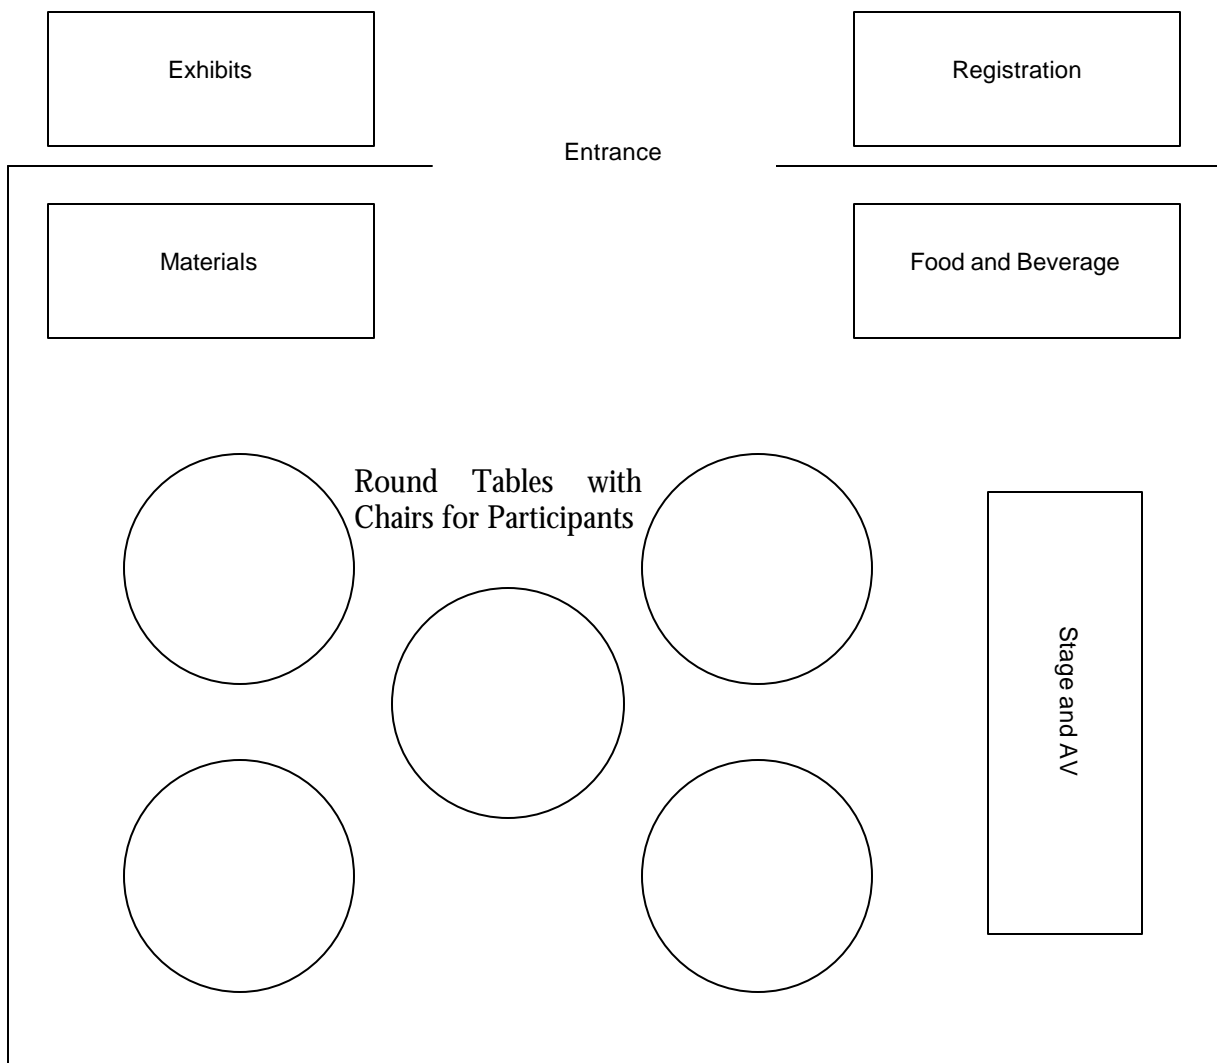 Exhibits
Registration
Entrance
Materials
Food and Beverage
Round Tables with
Chairs for Participants
Stage and AV